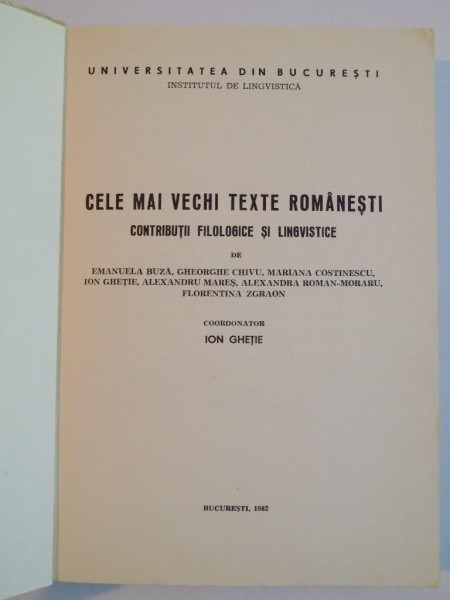 UNIVERSITATEA DIN BUCUREȘTI
INSTITUTUL DE LINGVISTICĂ
CELE MAI VECHI TEXTE ROMÂNEȘTI
CONTRIBUȚII FILOLOGICE ȘI LINGVISTICE
DE
EMANUELA BUZĂ, GHEORGHE CHIVU, MARIANA COSTINESCU,
ION GHEȚIE, ALEXANDRU MAREȘ, ALEXANDRA ROMAN-MORARU,
FLORENTINA ZGRAON
COORDONATOR
ION GHEȚIE
BUCUREȘTI, 1982